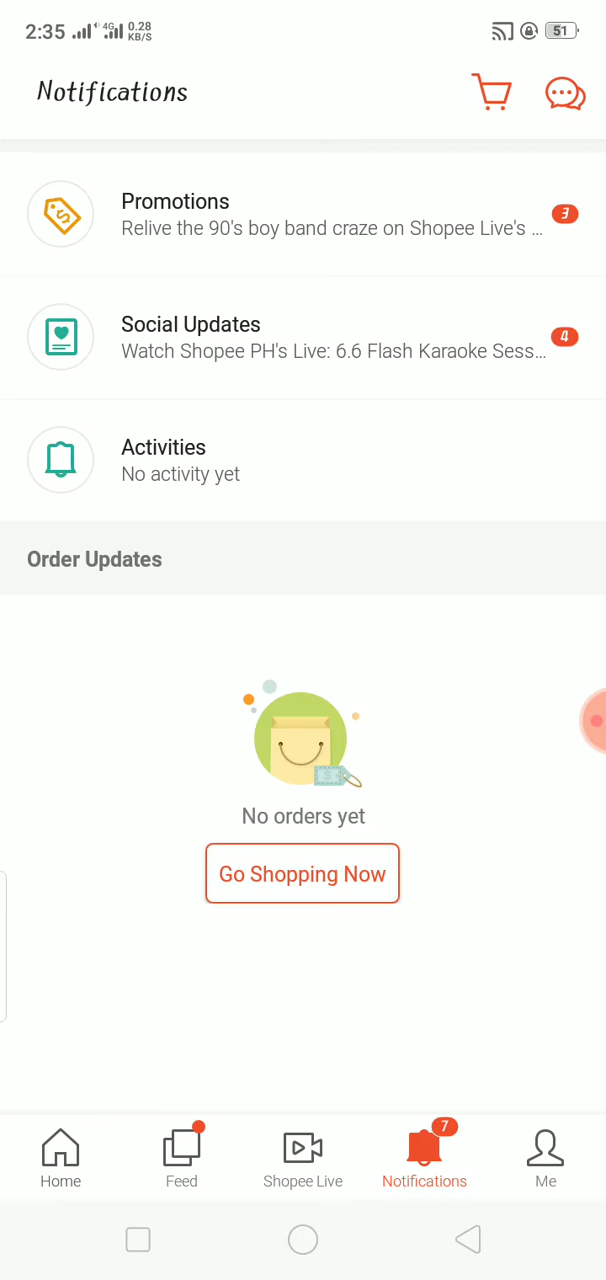 2:35 4G 0.28 KB/S 51
Notifications
Promotions
Relive the 90's boy band craze on Shopee Live's ...
3
Social Updates
Watch Shopee PH's Live: 6.6 Flash Karaoke Sess...
4
Activities
No activity yet
Order Updates
No orders yet
Go Shopping Now
7
Home Feed Shopee Live Notifications Me